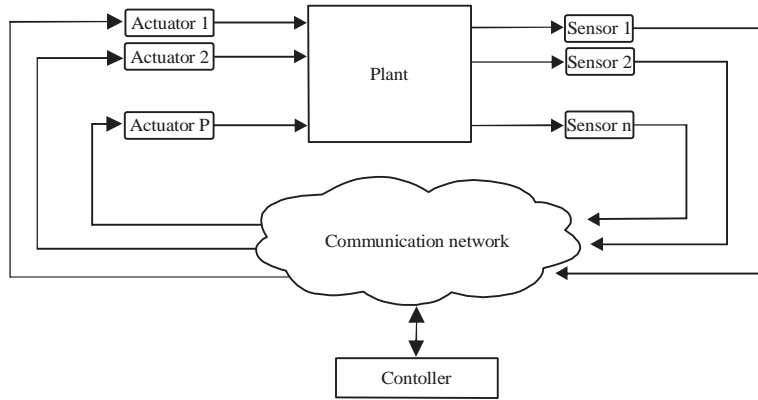 Actuator 1
Sensor 1
Actuator 2
Plant
Sensor 2
Actuator P
Sensor n
Communication network
Contoller